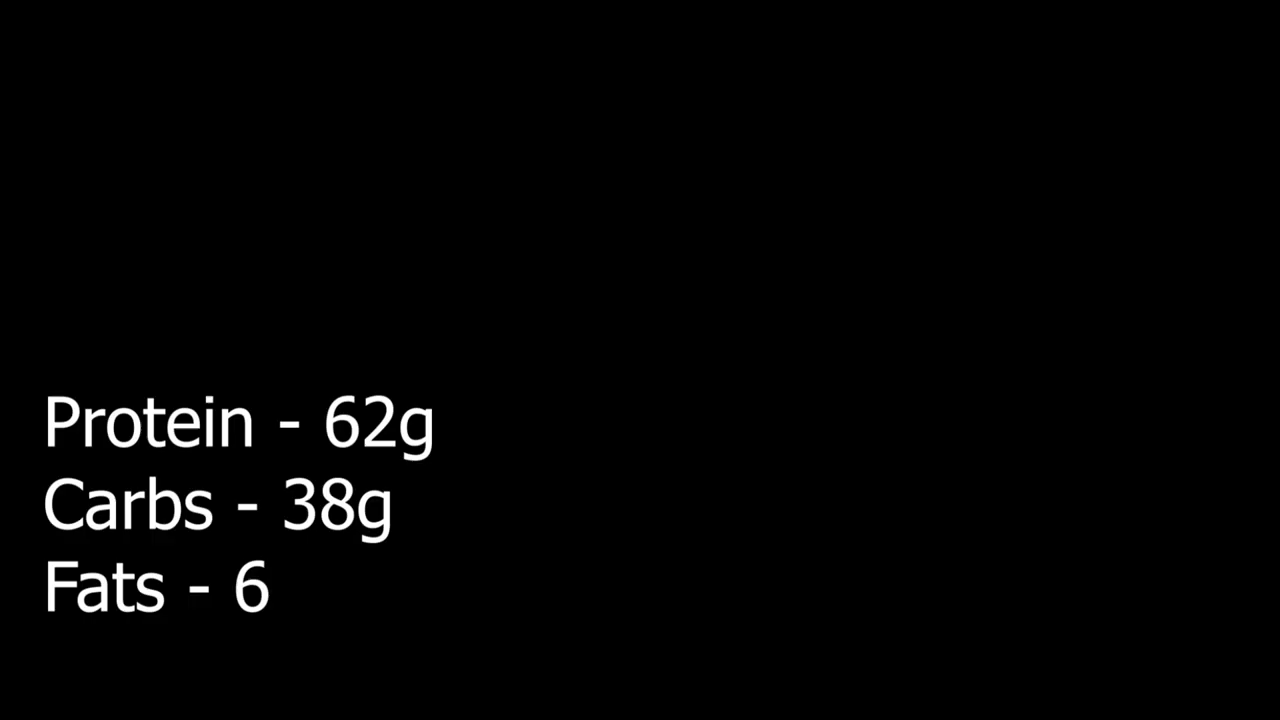 Protein - 62g
Carbs - 38g
Fats - 6